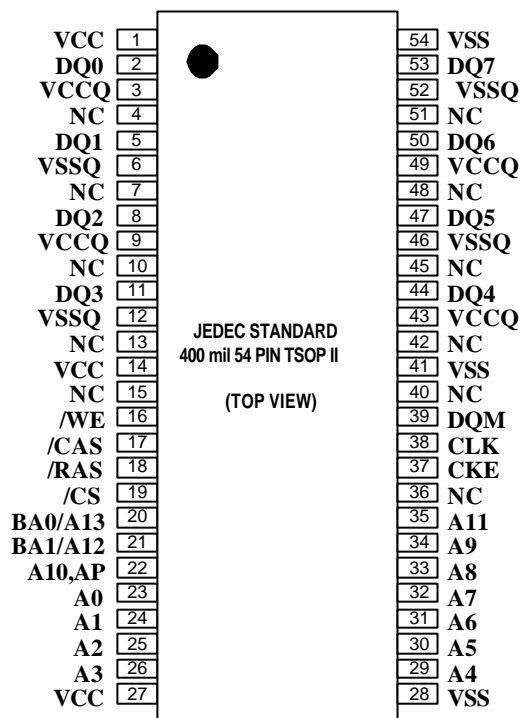 VCC 1 54 VSS
DQ0 2 53 DQ7
VCCQ 3 52 VSSQ
NC 4 51 NC
DQ1 5 50 DQ6
VSSQ 6 49 VCCQ
NC 7 48 NC
DQ2 8 47 DQ5
VCCQ 9 46 VSSQ
NC 10 45 NC
DQ3 11 44 DQ4
VSSQ 12 43 VCCQ
NC 13 42 NC
JEDEC STANDARD
400 mil 54 PIN TSOP II
(TOP VIEW)
VCC 14 41 VSS
NC 15 40 NC
/WE 16 39 DQM
/CAS 17 38 CLK
/RAS 18 37 CKE
/CS 19 36 NC
BA0/A13 20 35 A11
BA1/A12 21 34 A9
A10,AP 22 33 A8
A0 23 32 A7
A1 24 31 A6
A2 25 30 A5
A3 26 29 A4
VCC 27 28 VSS